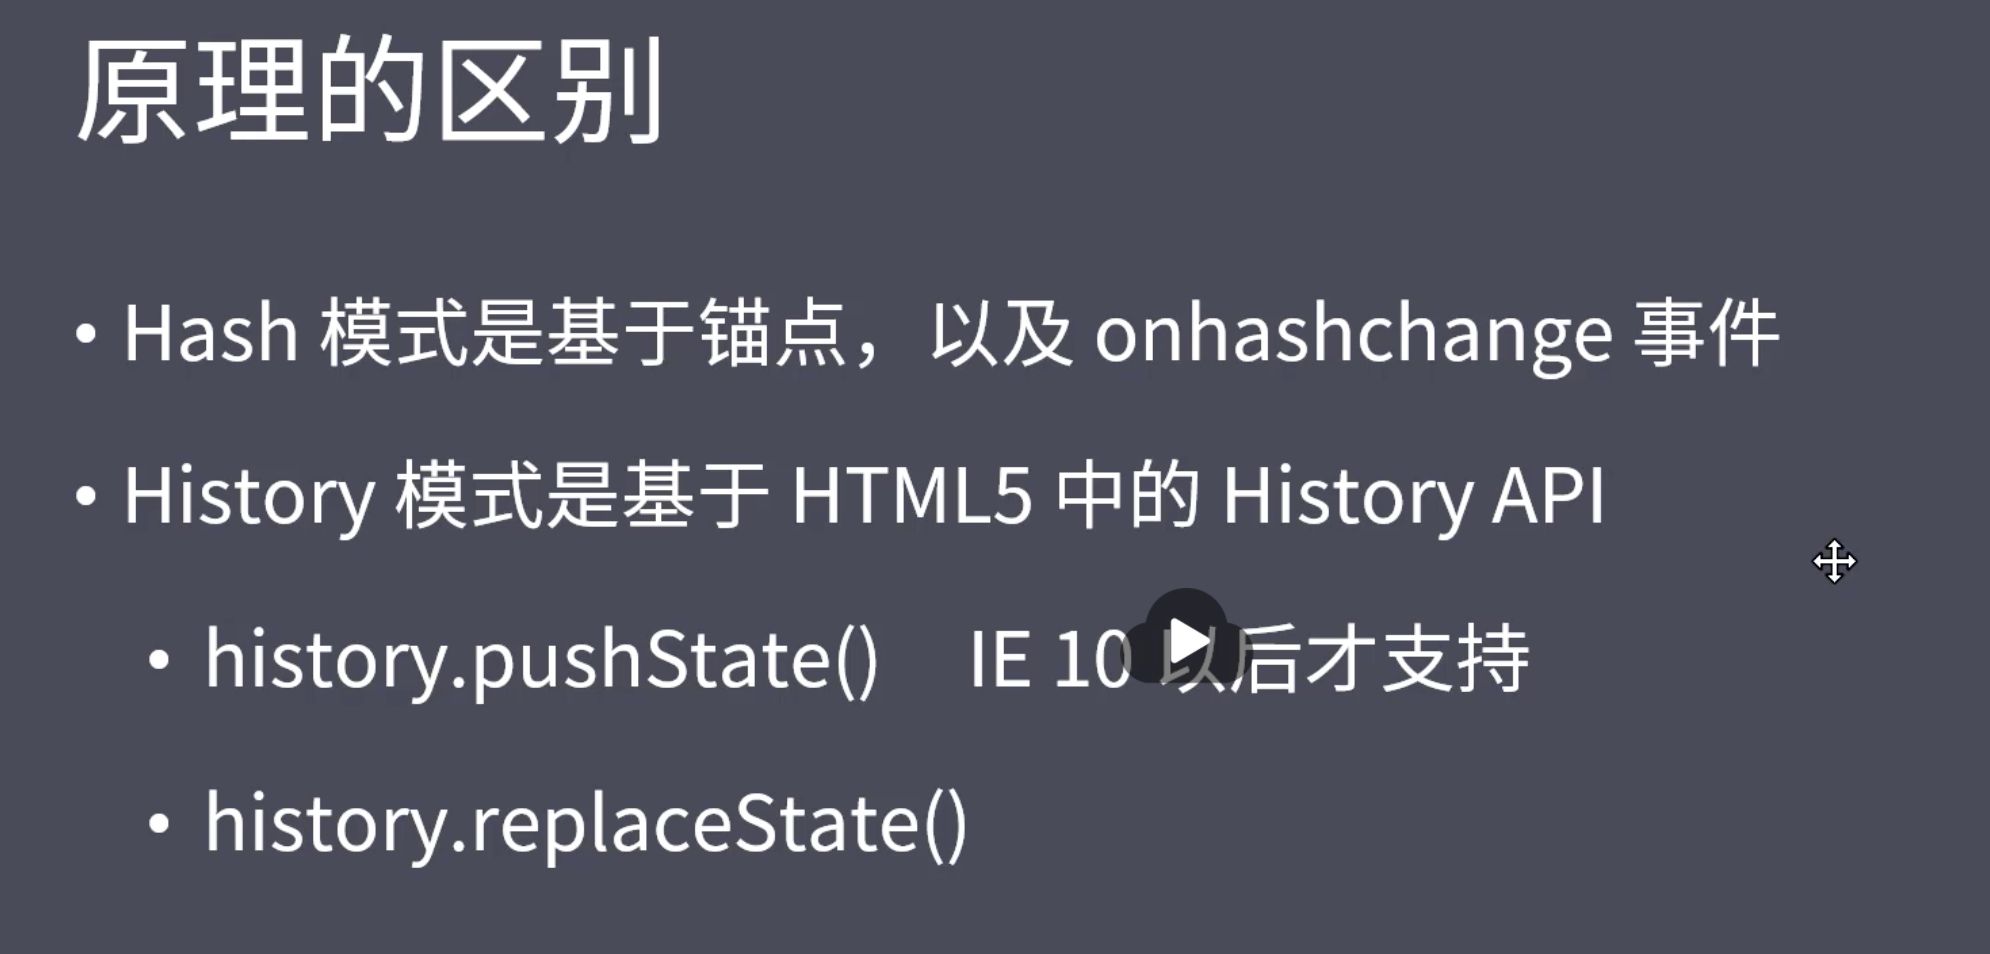 原理的区别
• Hash 模式是基于锚点，以及 onhashchange 事件
• History 模式是基于 HTML5 中的 History API
• history.pushState() IE 10 以后才支持
• history.replaceState()